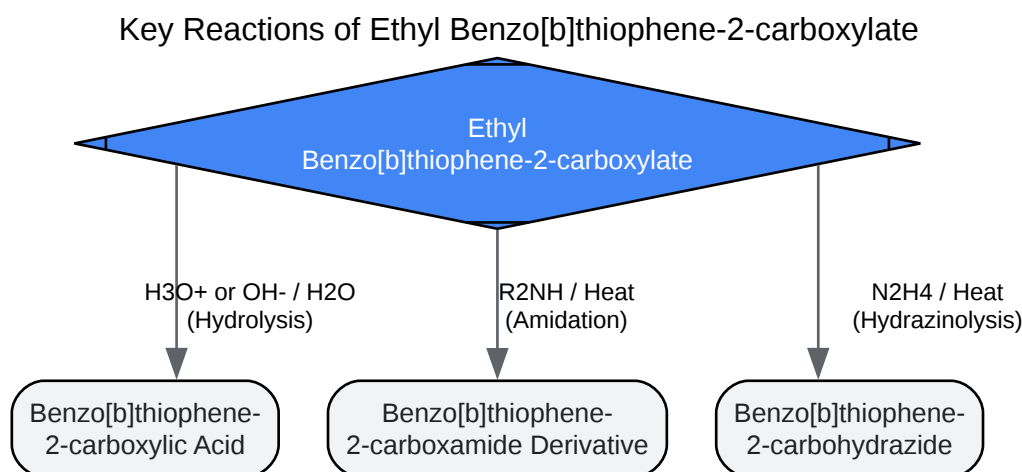 Key Reactions of Ethyl Benzo[b]thiophene-2-carboxylate
Ethyl
Benzo[b]thiophene-2-carboxylate
H3O+ or OH- / H2O
(Hydrolysis)
R2NH / Heat
(Amidation)
N2H4 / Heat
(Hydrazinolysis)
Benzo[b]thiophene-
2-carboxylic Acid
Benzo[b]thiophene-
2-carboxamide Derivative
Benzo[b]thiophene-
2-carbohydrazide